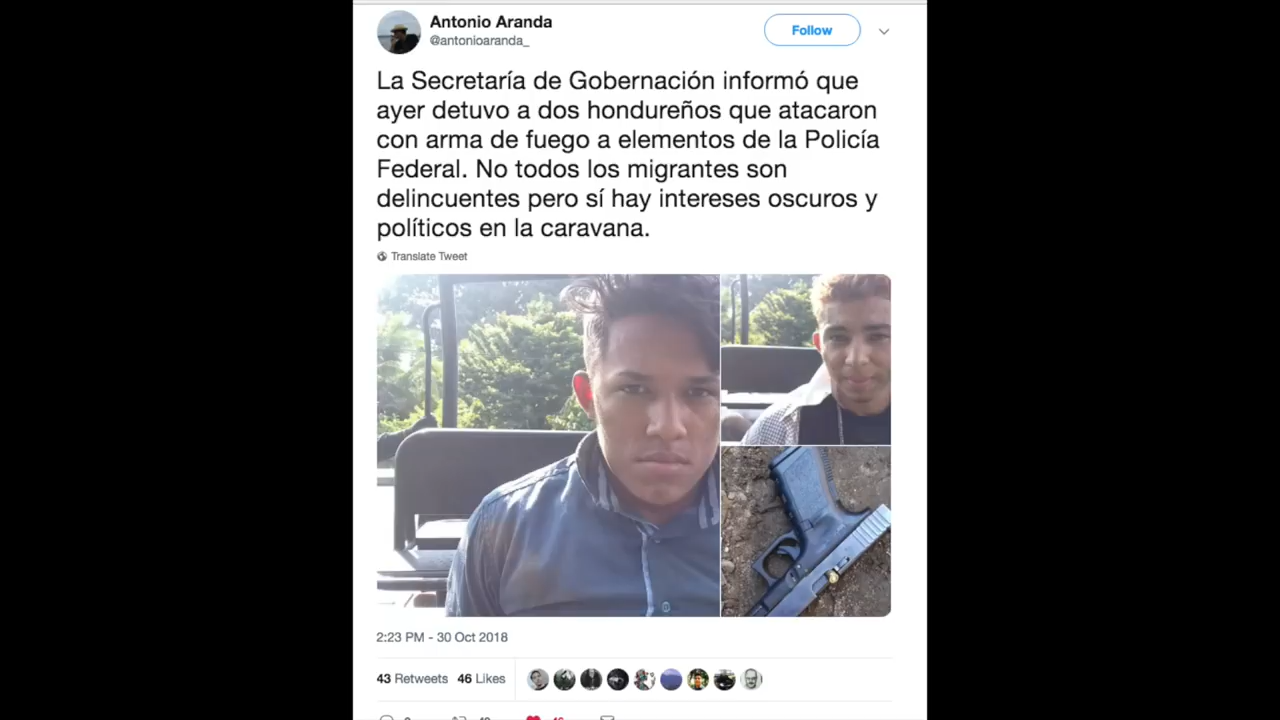 Antonio Aranda
@antonioaranda_
Follow
La Secretaría de Gobernación informó que
ayer detuvo a dos hondureños que atacaron
con arma de fuego a elementos de la Policía
Federal. No todos los migrantes son
delincuentes pero sí hay intereses oscuros y
políticos en la caravana.
Translate Tweet
2:23 PM - 30 Oct 2018
43 Retweets 46 Likes